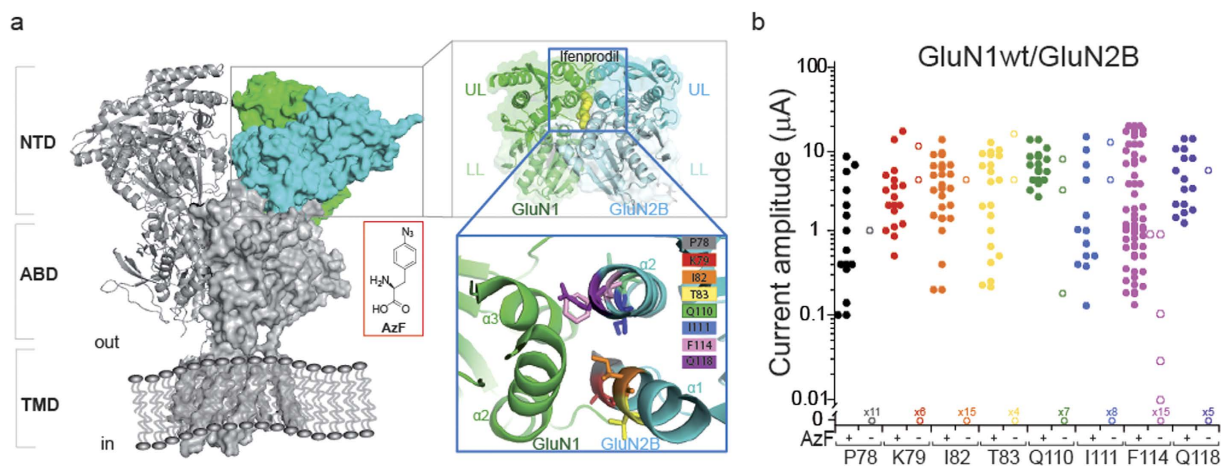 a
NTD
ABD
TMD
out
in
N₃
H₂N
O
HO
AzF
Ifenprodil
UL
UL
LL
LL
GluN1
GluN2B
α2
α3
α2
α1
GluN1
GluN2B
P78
K79
I82
T83
Q110
I111
F114
Q118
b
GluN1wt/GluN2B
Current amplitude (µA)
100
10
1
0.1
0.01
0
x11 x6 x15 x4 x7 x8 x15 x5
AzF + - + - + - + - + - + - + - + -
P78 K79 I82 T83 Q110 I111 F114 Q118